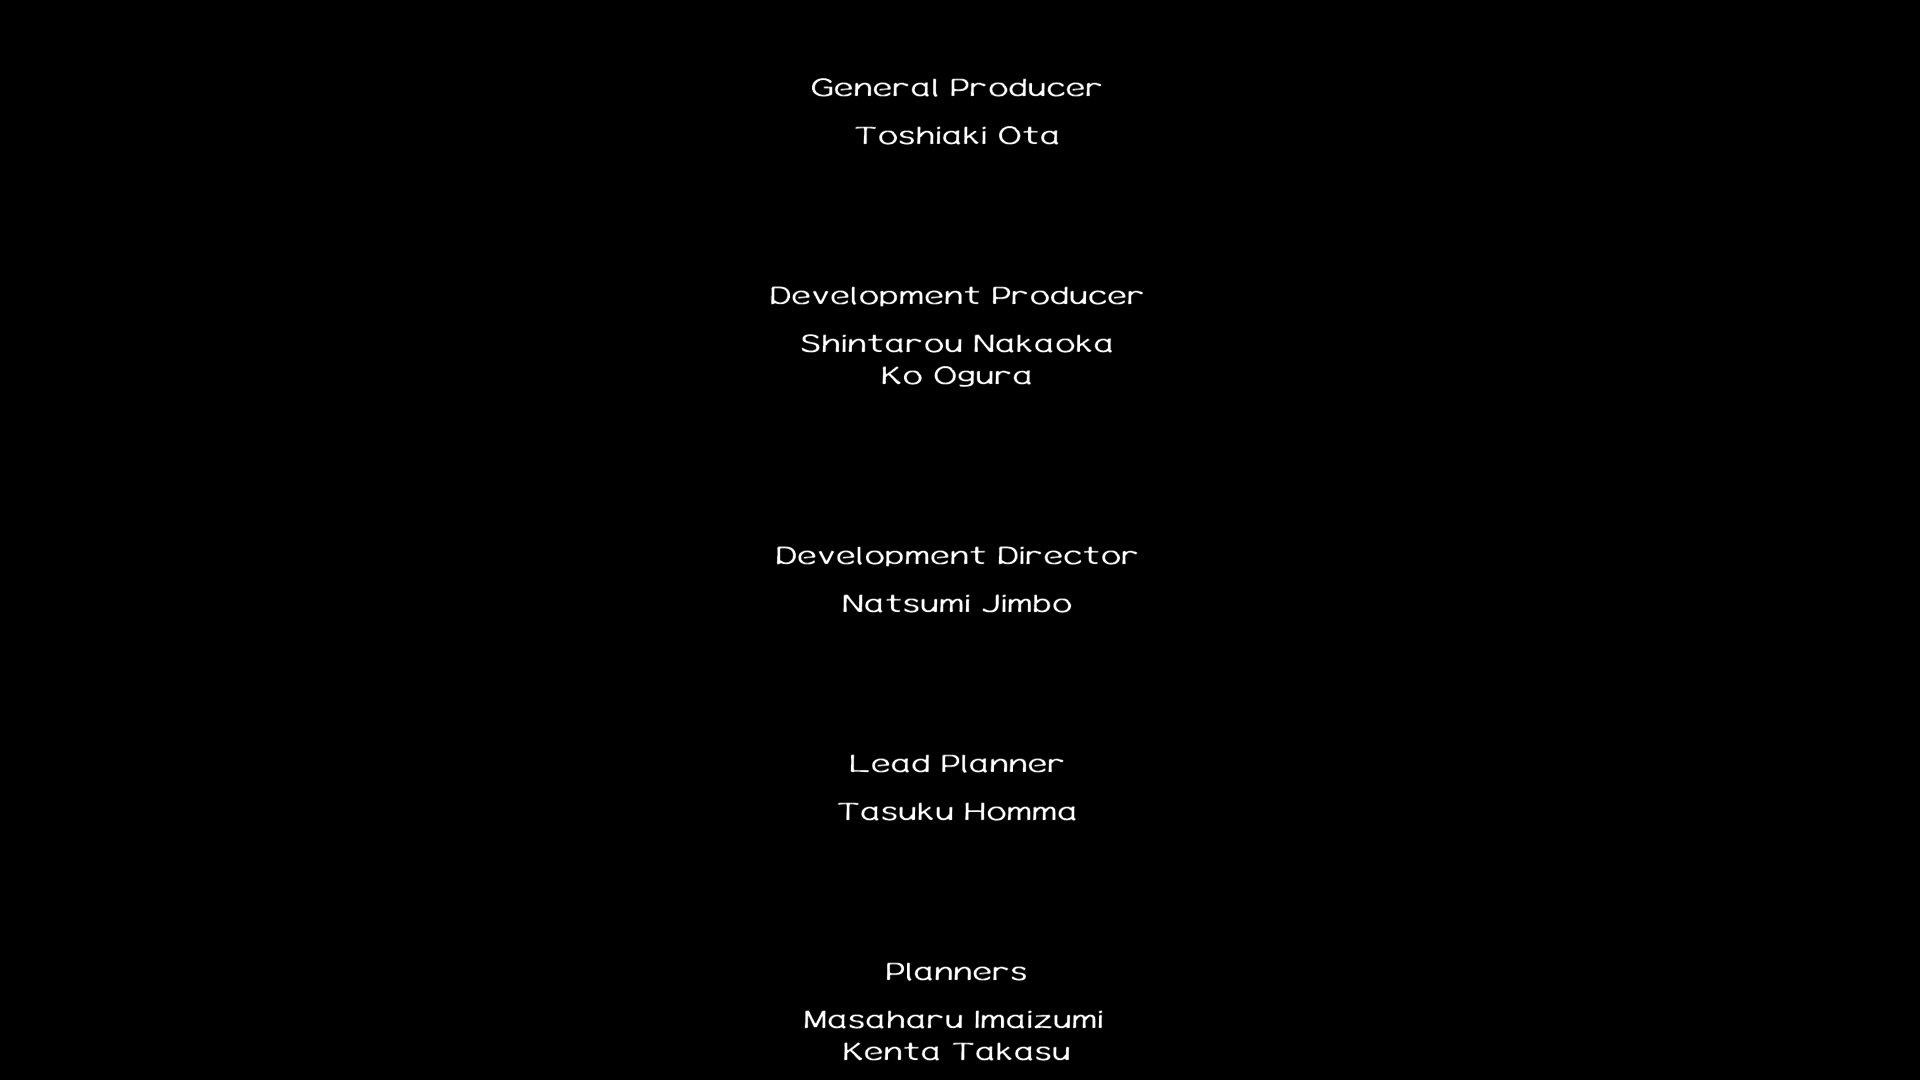 General Producer
Toshiaki Ota
Development Producer
Shintarou Nakaoka
Ko Ogura
Development Director
Natsumi Jimbo
Lead Planner
Tasuku Homma
Planners
Masaharu Imaizumi
Kenta Takasu